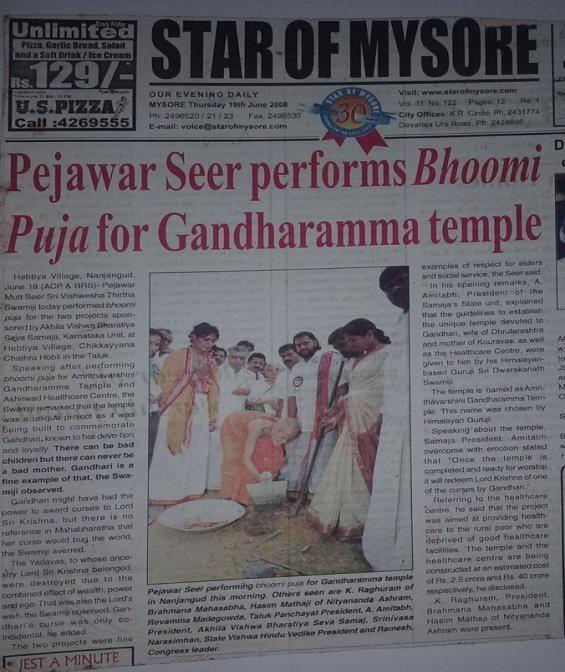 Unlimited
Every Friday
Pizza, Garlic Bread, Salad
and a Soft Drink / Ice Cream
Rs. 129/-
U.S.PIZZA
Call :4269555
STAR OF MYSORE
OUR EVENING DAILY
MYSORE Thursday 19th June 2008
Ph: 2496520 / 21 / 23 Fax: 2496530
E-mail: voice@starofmysore.com
STAR OF MYSORE
30
Visit: www.starofmysore.com
Vol 31 No. 122 Pages 12 Re 1
City Offices: K.R. Circle, Ph: 2431774
Devaraja Urs Road, Ph: 2428695
Pejawar Seer performs Bhoomi
Puja for Gandharamma temple
Hebbya Village, Nanjangud,
June 19 (ACP & BRS)- Pejawar
Mutt Seer Sri Vishwesha Thirtha
Swamiji today performed bhoomi
puja for the two projects spon-
sored by Akhila Vishwa Bharatiya
Seva Samaja, Karnataka Unit, at
Hebbya Village, Chikkayyana
Chathra Hobli in the Taluk.
Speaking after performing
bhoomi puja for Amrithavarshini
Gandharamma Temple and
Ashirwad Healthcare Centre, the
Swamiji remarked that the temple
was a unique project as it was
being built to commemorate
Gandhari, known for her devotion
and loyalty. There can be bad
children but there can never be
a bad mother. Gandhari is a
fine example of that, the Swa-
miji observed.
Gandhari might have had the
power to award curses to Lord
Sri Krishna, but there is no
reference in Mahabharatha that
her curse would bug the world,
the Swamiji averred.
The Yadavas, to whose ance-
stry Lord Sri Krishna belonged,
were destroyed due to the
combined effect of wealth, power
and ego. That was also the Lord's
wish, the Swamiji observed. Gan-
dhari's curse was only co-
incidental, he added.
The two projects were fine
JEST A MINUTE
Pejawar Seer performing bhoomi puja for Gandharamma temple
in Nanjangud this morning. Others seen are K. Raghuram of
Brahmana Mahasabha, Hasim Mathaji of Nityananda Ashram,
Revamma Madegowda, Taluk Panchayat President, A. Amitabh,
President, Akhila Vishwa Bharatiya Seva Samaj, Srinivasa
Narasimhan, State Vishwa Hindu Vedike President and Ramesh,
Congress leader.
examples of respect for elders
and social service, the Seer said.
In his opening remarks, A.
Amitabh, President of the
Samaja's State unit, explained
that the guidelines to establish
the unique temple devoted to
Gandhari, wife of Dhrutarashtra
and mother of Kouravas, as well
as the Healthcare Centre, were
given to him by his Himalayan-
based Guruji Sri Dwarakanath
Swamiji.
The temple is named as Amri-
thavarshini Gandharamma Tem-
ple. This name was chosen by
Himalayan Guruji.
Speaking about the temple,
Samaja President Amitabh
overcome with emotion stated
that "Once the temple is
completed and ready for worship
it will redeem Lord Krishna of one
of the curses by Gandhari."
Referring to the healthcare
centre, he said that the project
was aimed at providing health-
care to the rural poor who are
deprived of good healthcare
facilities. The temple and the
healthcare centre are being
constructed at an estimated cost
of Rs. 2.5 crore and Rs. 40 crore
respectively, he disclosed.
K. Raghuram, President,
Brahmana Mahasabha and
Hasini Mathaji of Nityananda
Ashram were present.